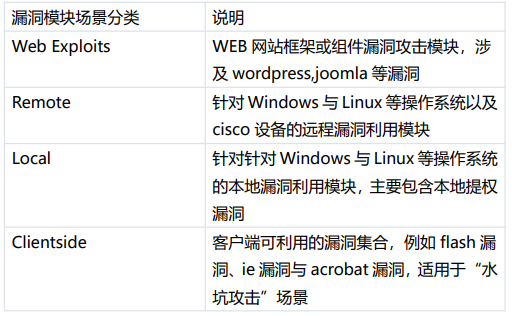 漏洞模块场景分类
说明
Web Exploits
WEB 网站框架或组件漏洞攻击模块，涉
及 wordpress,joomla 等漏洞
Remote
针对 Windows 与 Linux 等操作系统以及
cisco 设备的远程漏洞利用模块
Local
针对针对 Windows 与 Linux 等操作系统
的本地漏洞利用模块，主要包含本地提权
漏洞
Clientside
客户端可利用的漏洞集合，例如 flash 漏
洞、ie 漏洞与 acrobat 漏洞，适用于“水
坑攻击”场景